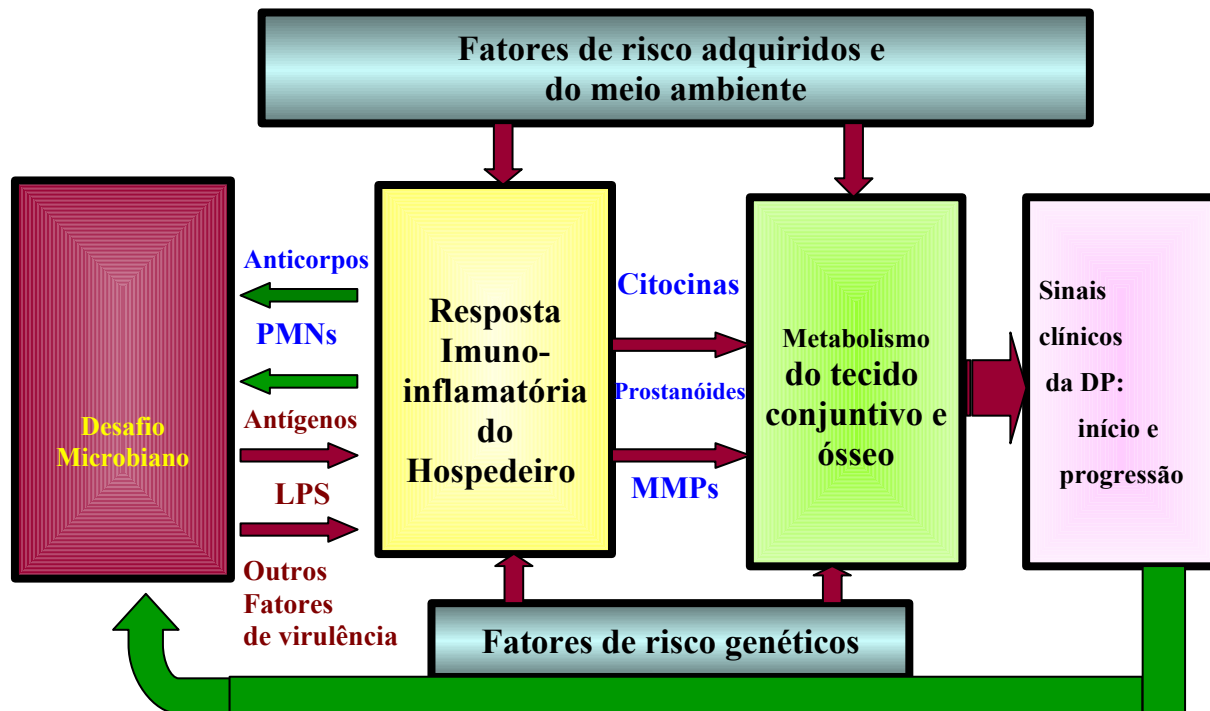 Fatores de risco adquiridos e
do meio ambiente
Desafio
Microbiano
Anticorpos
PMNs
Antígenos
LPS
Outros
Fatores
de virulência
Resposta
Imuno-
inflamatória
do
Hospedeiro
Citocinas
Prostanóides
MMPs
Metabolismo
do tecido
conjuntivo e
ósseo
Sinais
clínicos
da DP:
início e
progressão
Fatores de risco genéticos